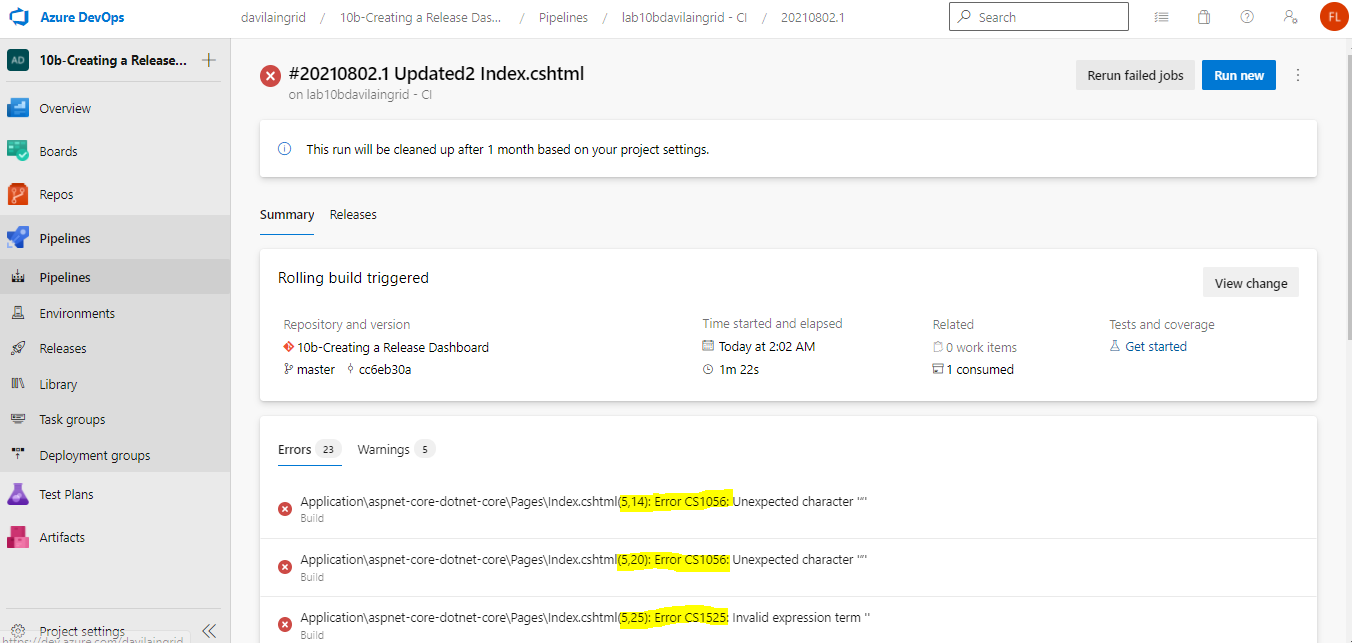 Azure DevOps
davilaingrid / 10b-Creating a Release Das... / Pipelines / lab10bdavilaingrid - CI / 20210802.1
Search
FL
AD 10b-Creating a Release...
Overview
Boards
Repos
Pipelines
Pipelines
Environments
Releases
Library
Task groups
Deployment groups
Test Plans
Artifacts
Project settings
https://dev.azure.com/davilaingrid
#20210802.1 Updated2 Index.cshtml
on lab10bdavilaingrid - CI
Rerun failed jobs
Run new
This run will be cleaned up after 1 month based on your project settings.
Summary Releases
Rolling build triggered
View change
Repository and version
10b-Creating a Release Dashboard
master cc6eb30a
Time started and elapsed
Today at 2:02 AM
1m 22s
Related
0 work items
1 consumed
Tests and coverage
Get started
Errors 23 Warnings 5
Application\aspnet-core-dotnet-core\Pages\Index.cshtml(5,14): Error CS1056: Unexpected character '“'
Build
Application\aspnet-core-dotnet-core\Pages\Index.cshtml(5,20): Error CS1056: Unexpected character '”'
Build
Application\aspnet-core-dotnet-core\Pages\Index.cshtml(5,25): Error CS1525: Invalid expression term ''
Build